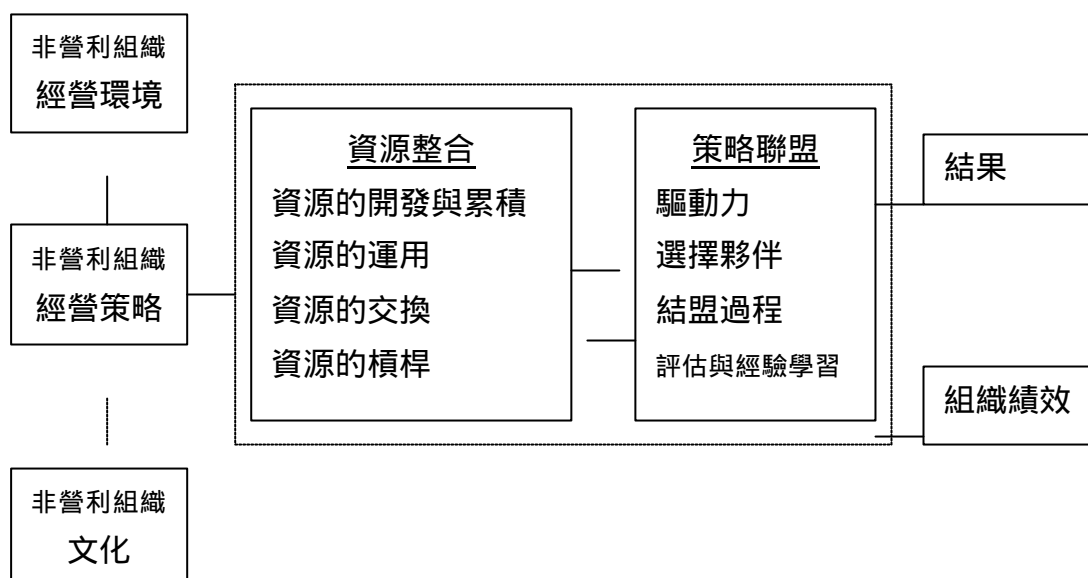 非營利組織
經營環境
非營利組織
經營策略
非營利組織
文化
資源整合
資源的開發與累積
資源的運用
資源的交換
資源的槓桿
策略聯盟
驅動力
選擇夥伴
結盟過程
評估與經驗學習
結果
組織績效